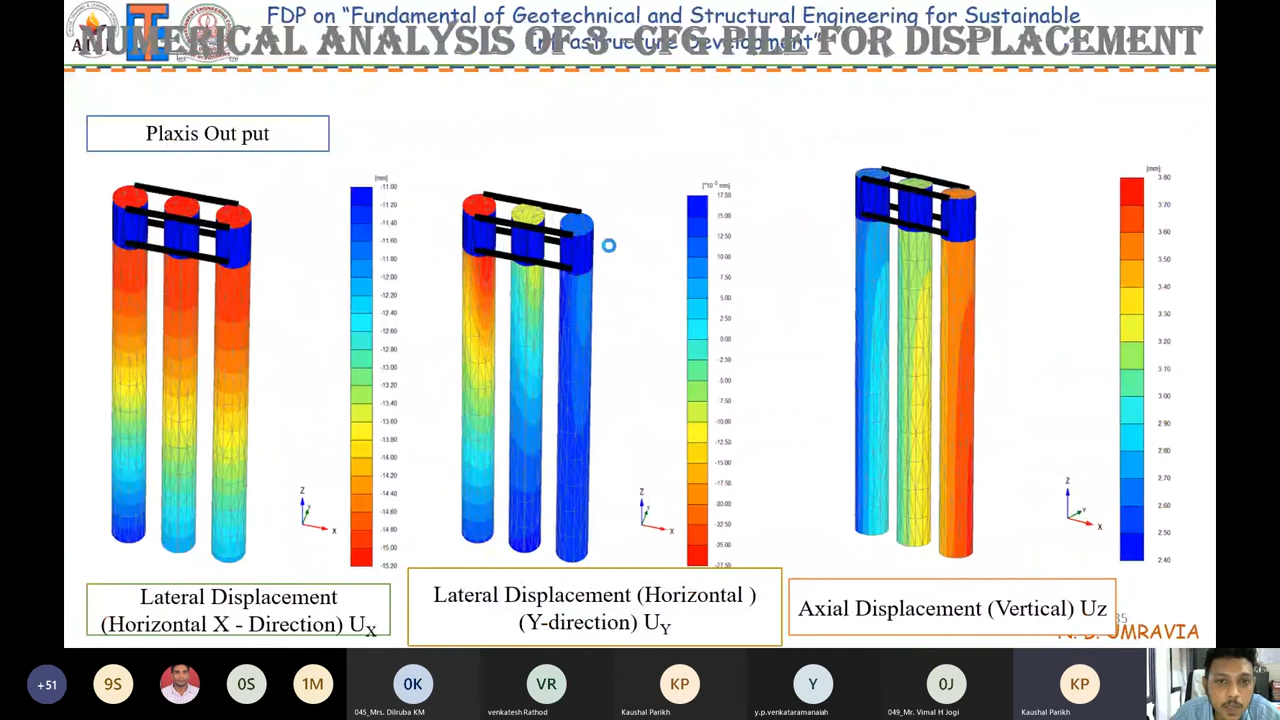 FDP on “Fundamental of Geotechnical and Structural Engineering for Sustainable
Infrastructure Development”
NUMERICAL ANALYSIS OF 3- CFG PILE FOR DISPLACEMENT
Plaxis Out put
[mm]
-11.00
-11.20
-11.40
-11.60
-11.80
-12.00
-12.20
-12.40
-12.60
-12.80
-13.00
-13.20
-13.40
-13.60
-13.80
-14.00
-14.20
-14.40
-14.60
-14.80
-15.00
-15.20
Z
Y
X
[*10⁻³ mm]
17.50
15.00
12.50
10.00
7.50
5.00
2.50
0.00
-2.50
-5.00
-7.50
-10.00
-12.50
-15.00
-17.50
-20.00
-22.50
-25.00
-27.50
Z
Y
X
[mm]
3.80
3.70
3.60
3.50
3.40
3.30
3.20
3.10
3.00
2.90
2.80
2.70
2.60
2.50
2.40
Z
Y
X
Lateral Displacement
(Horizontal X - Direction) UX
Lateral Displacement (Horizontal )
(Y-direction) UY
Axial Displacement (Vertical) Uz
35
N. B. UMRAVIA
+51
9S
0S
1M
0K
045_Mrs. Dilruba KM
VR
venkatesh Rathod
KP
Kaushal Parikh
Y
y.p.venkataramanaiah
0J
049_Mr. Vimal H Jogi
KP
Kaushal Parikh